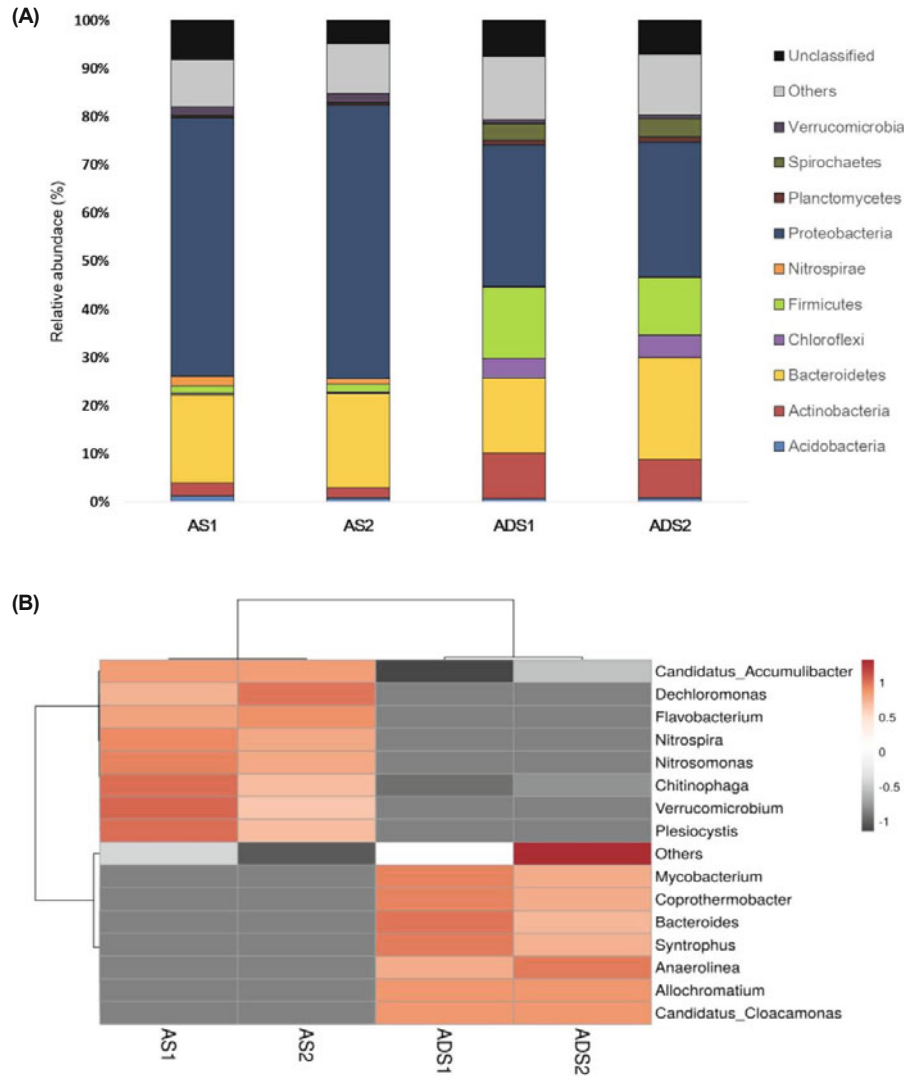 (A)
100%
90%
80%
70%
60%
50%
40%
30%
20%
10%
0%
Relative abundace (%)
AS1 AS2 ADS1 ADS2
Unclassified
Others
Verrucomicrobia
Spirochaetes
Planctomycetes
Proteobacteria
Nitrospirae
Firmicutes
Chloroflexi
Bacteroidetes
Actinobacteria
Acidobacteria
(B)
Candidatus_Accumulibacter
Dechloromonas
Flavobacterium
Nitrospira
Nitrosomonas
Chitinophaga
Verrucomicrobium
Plesiocystis
Others
Mycobacterium
Coprothermobacter
Bacteroides
Syntrophus
Anaerolinea
Allochromatium
Candidatus_Cloacamonas
AS1 AS2 ADS1 ADS2
1
0.5
0
-0.5
-1